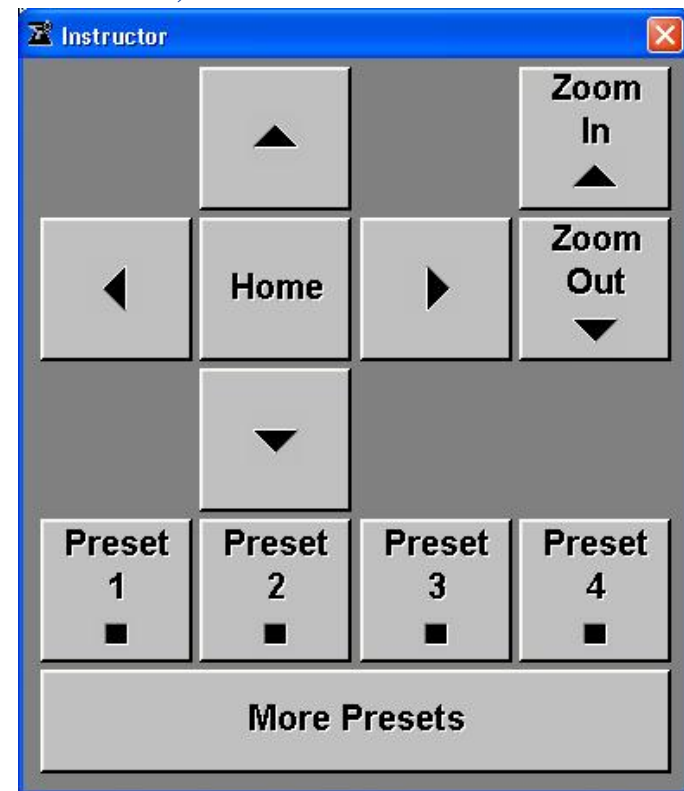 Instructor
Zoom
In
Home
Zoom
Out
Preset
1
Preset
2
Preset
3
Preset
4
More Presets